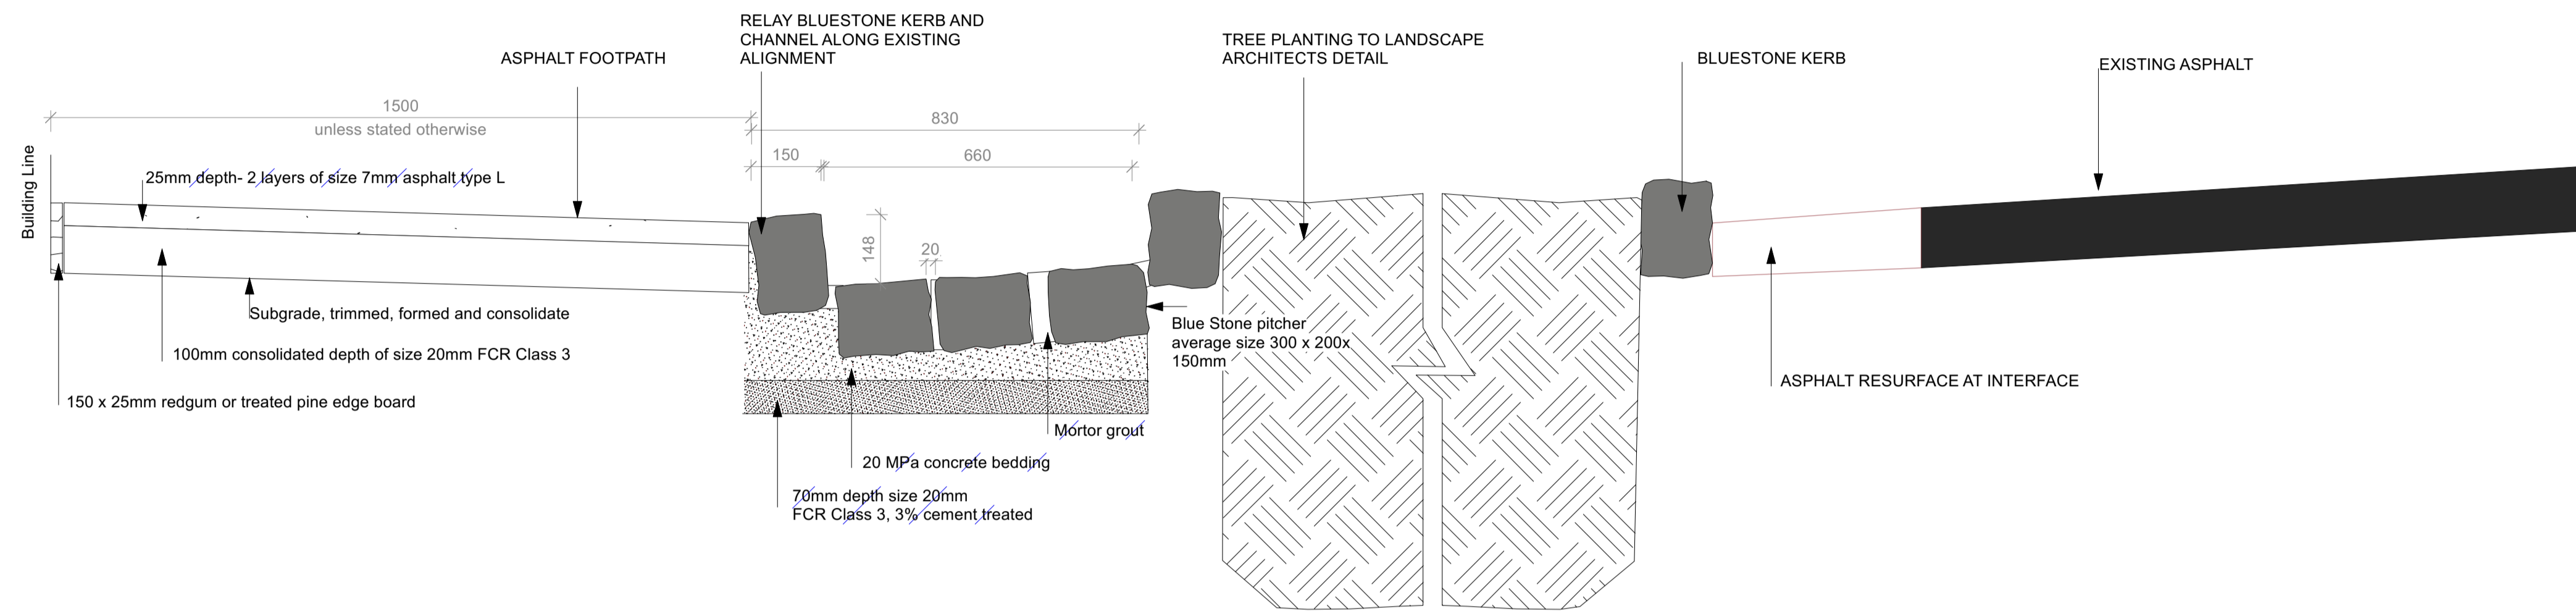 RELAY BLUESTONE KERB AND
CHANNEL ALONG EXISTING
ALIGNMENT
ASPHALT FOOTPATH
TREE PLANTING TO LANDSCAPE
ARCHITECTS DETAIL
BLUESTONE KERB
EXISTING ASPHALT
1500
unless stated otherwise
830
150
660
Building Line
25mm depth- 2 layers of size 7mm asphalt type L
148
20
Subgrade, trimmed, formed and consolidate
100mm consolidated depth of size 20mm FCR Class 3
150 x 25mm redgum or treated pine edge board
Blue Stone pitcher
average size 300 x 200x
150mm
ASPHALT RESURFACE AT INTERFACE
Mortor grout
20 MPa concrete bedding
70mm depth size 20mm
FCR Class 3, 3% cement treated